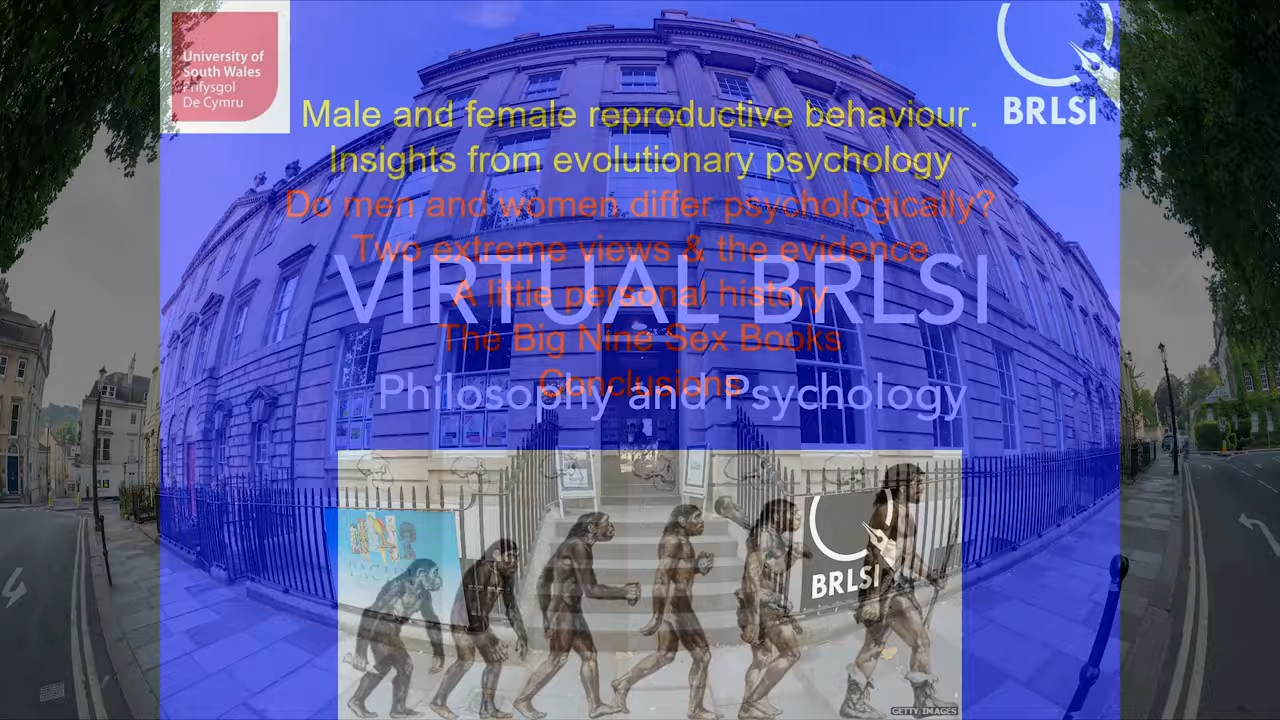 University of
South Wales
Prifysgol
De Cymru
BRLSI
Male and female reproductive behaviour.
Insights from evolutionary psychology
Do men and women differ psychologically?
Two extreme views & the evidence
VIRTUAL BRLSI
A little personal history
The Big Nine Sex Books
Conclusions
Philosophy and Psychology
BRLSI
GETTY IMAGES